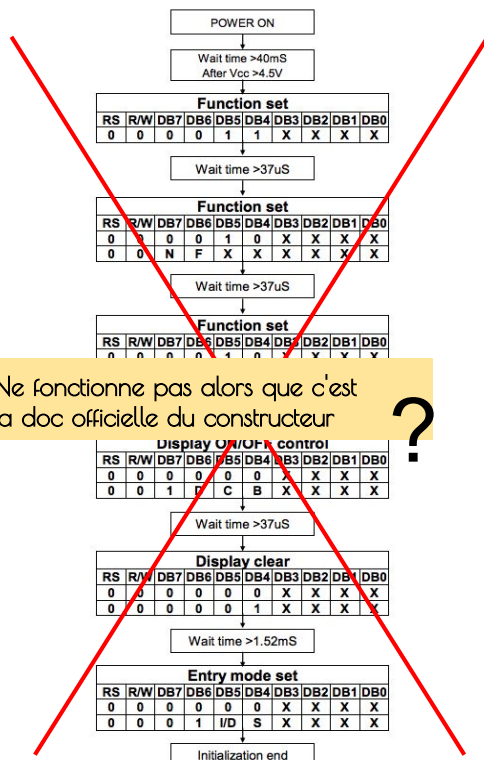 POWER ON
Wait time >40mS
After Vcc >4.5V
Function set
RS R/W DB7 DB6 DB5 DB4 DB3 DB2 DB1 DB0
0 0 0 0 1 1 X X X X
Wait time >37uS
Function set
RS R/W DB7 DB6 DB5 DB4 DB3 DB2 DB1 DB0
0 0 0 0 1 0 X X X X
0 0 N F X X X X X X
Wait time >37uS
Function set
RS R/W DB7 DB6 DB5 DB4 DB3 DB2 DB1 DB0
0 0 0 0 1 0 X X X X
Ne fonctionne pas alors que c'est
a doc officielle du constructeur
?
Display ON/OFF control
RS R/W DB7 DB6 DB5 DB4 DB3 DB2 DB1 DB0
0 0 0 0 0 0 X X X X
0 0 1 D C B X X X X
Wait time >37uS
Display clear
RS R/W DB7 DB6 DB5 DB4 DB3 DB2 DB1 DB0
0 0 0 0 0 0 X X X X
0 0 0 0 0 1 X X X X
Wait time >1.52mS
Entry mode set
RS R/W DB7 DB6 DB5 DB4 DB3 DB2 DB1 DB0
0 0 0 0 0 0 X X X X
0 0 0 1 I/D S X X X X
Initialization end